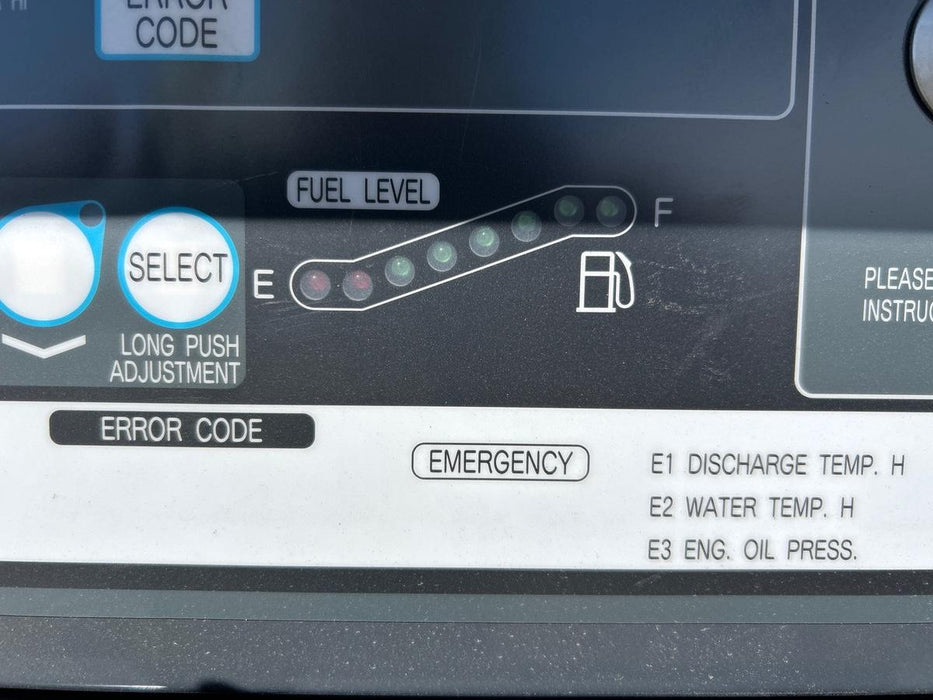 ERROR
CODE
FUEL LEVEL
F
E
SELECT
LONG PUSH
ADJUSTMENT
PLEASE
INSTRUC
ERROR CODE
EMERGENCY
E1 DISCHARGE TEMP. H
E2 WATER TEMP. H
E3 ENG. OIL PRESS.